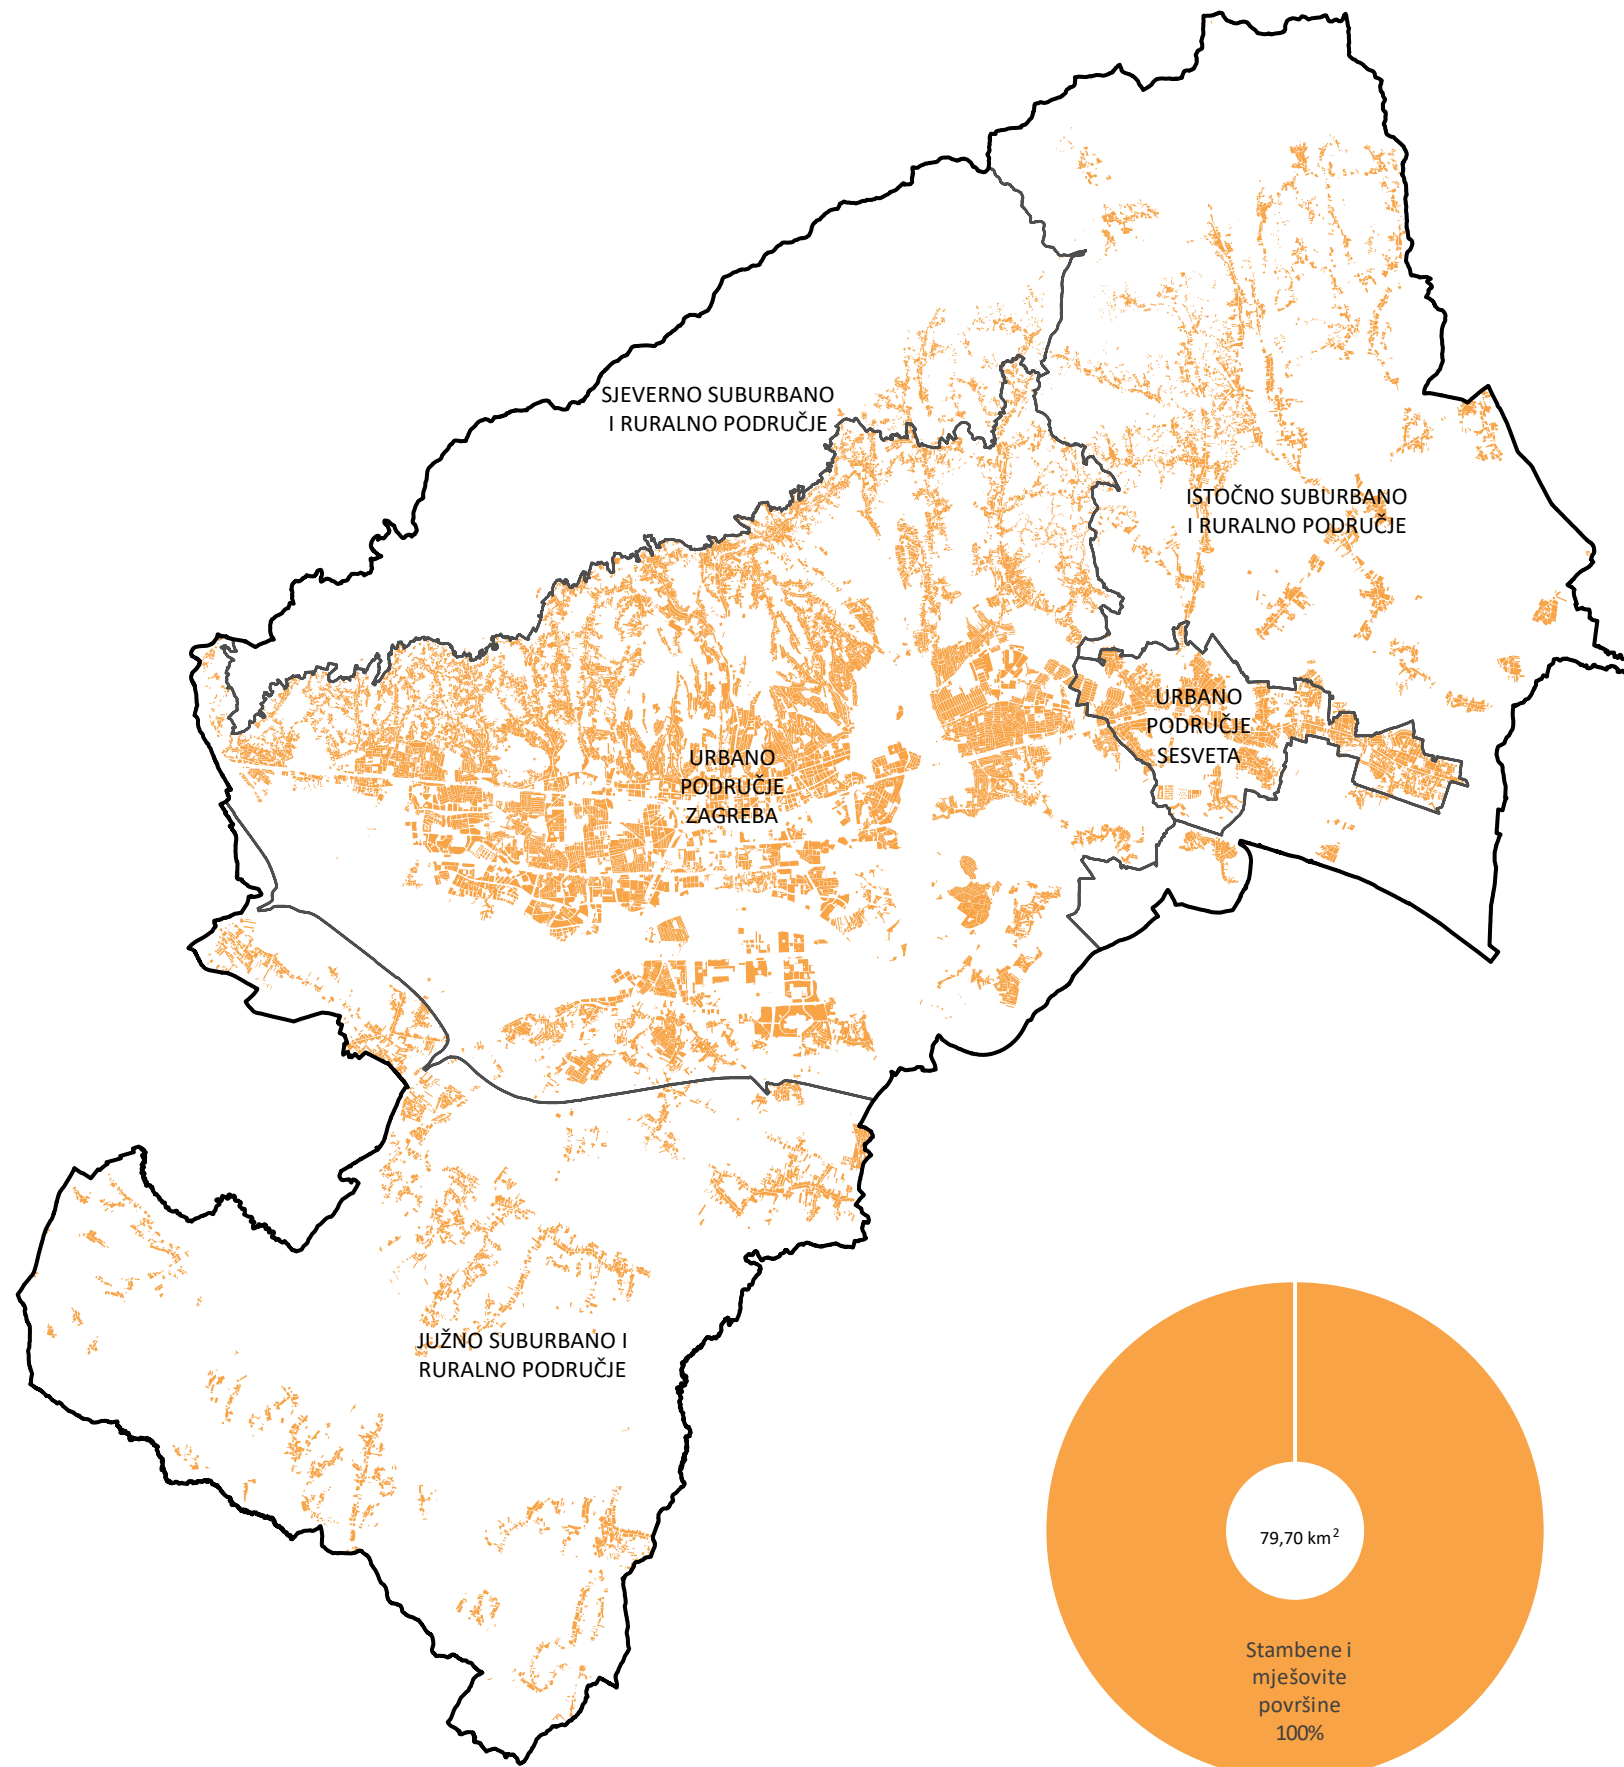 SJEVERNO SUBURBANO
I RURALNO PODRUČJE
ISTOČNO SUBURBANO
I RURALNO PODRUČJE
URBANO
PODRUČJE
SESVETA
URBANO
PODRUČJE
ZAGREBA
JUŽNO SUBURBANO I
RURALNO PODRUČJE
79,70 km²
Stambene i
mješovite
površine
100%